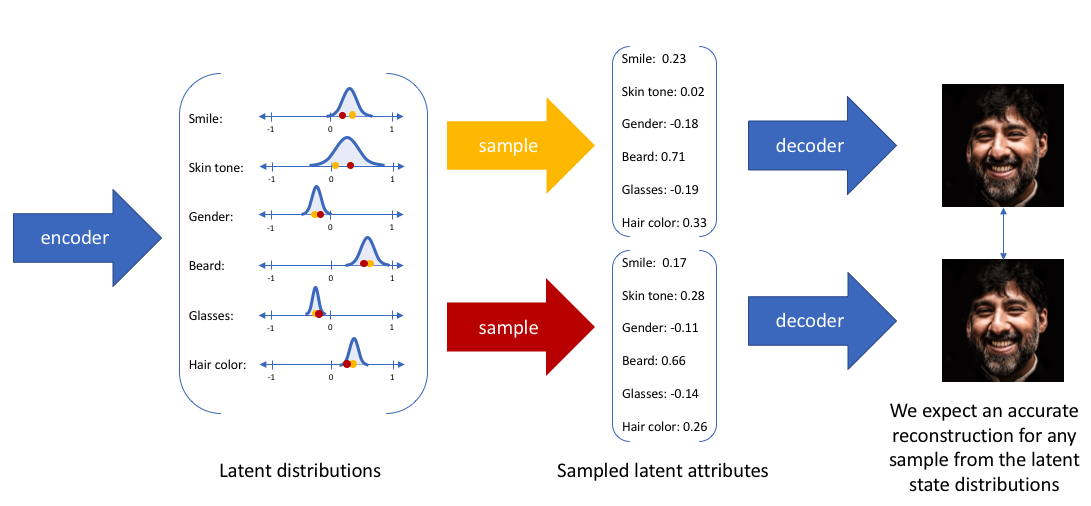 encoder
Smile:
-1 0 1
Skin tone:
-1 0 1
Gender:
-1 0 1
Beard:
-1 0 1
Glasses:
-1 0 1
Hair color:
-1 0 1
Latent distributions
sample
sample
Smile: 0.23
Skin tone: 0.02
Gender: -0.18
Beard: 0.71
Glasses: -0.19
Hair color: 0.33
Smile: 0.17
Skin tone: 0.28
Gender: -0.11
Beard: 0.66
Glasses: -0.14
Hair color: 0.26
Sampled latent attributes
decoder
decoder
We expect an accurate
reconstruction for any
sample from the latent
state distributions